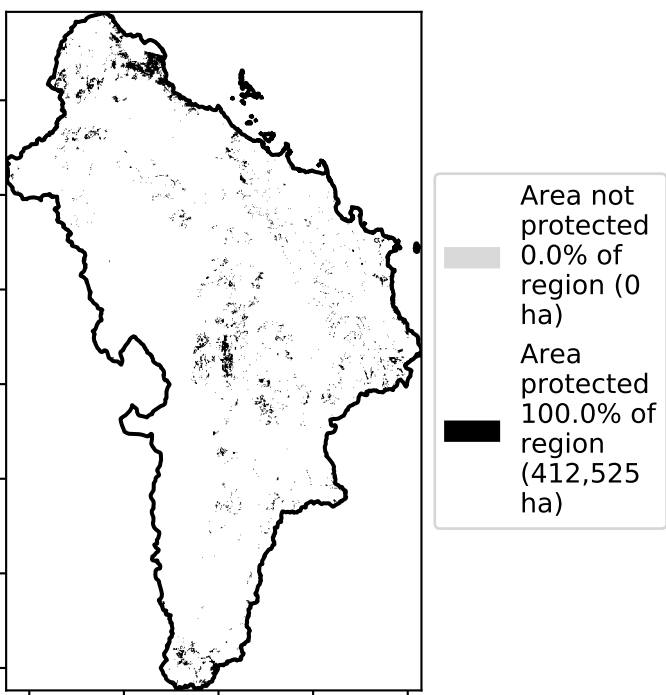 Area not
protected
0.0% of
region (0
ha)
Area
protected
100.0% of
region
(412,525
ha)